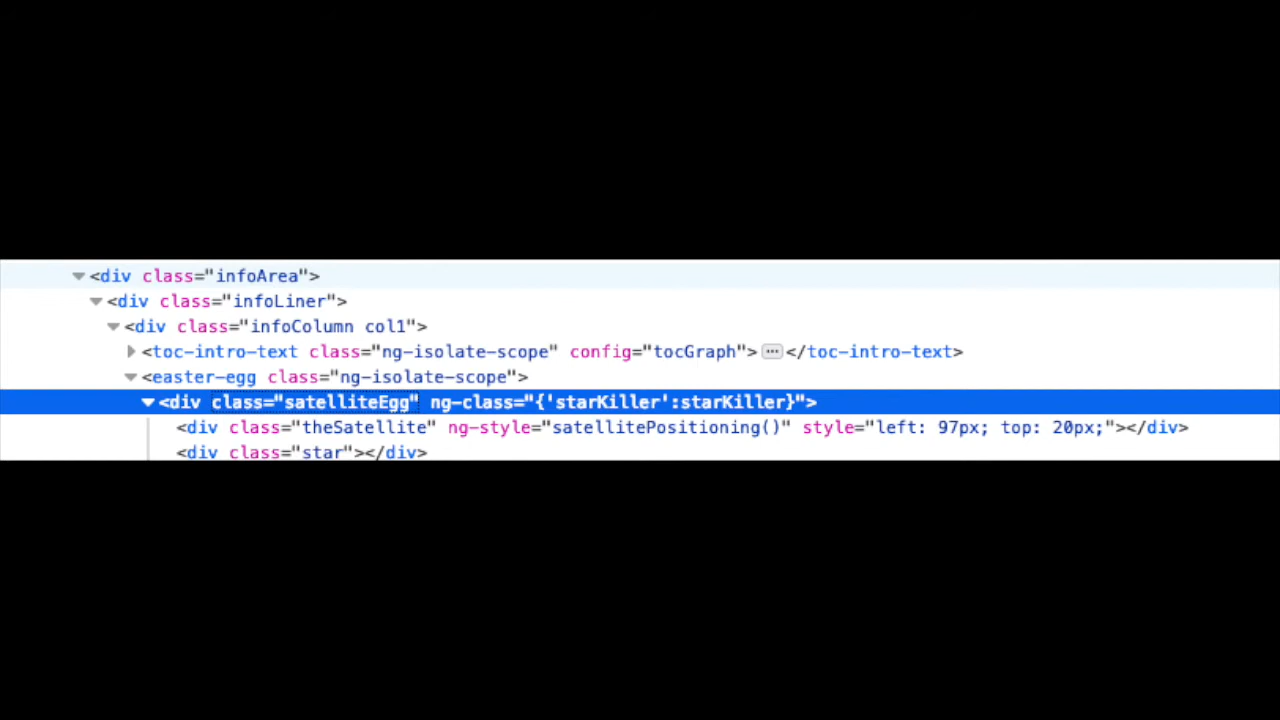 <div class="infoArea">
<div class="infoLiner">
<div class="infoColumn col1">
<toc-intro-text class="ng-isolate-scope" config="tocGraph"></toc-intro-text>
<easter-egg class="ng-isolate-scope">
<div class="satelliteEgg" ng-class="{'starKiller':starKiller}">
<div class="theSatellite" ng-style="satellitePositioning()" style="left: 97px; top: 20px;"></div>
<div class="star"></div>